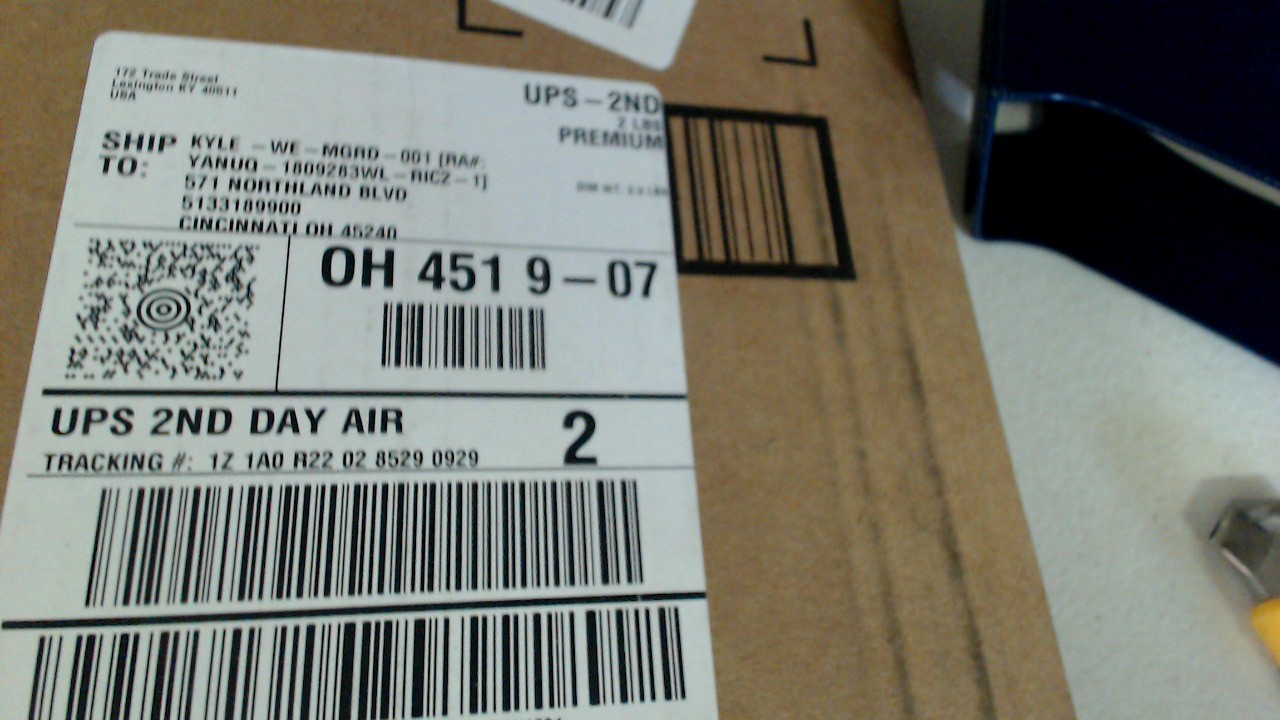 172 Trade Street
Lexington KY 40511
USA
UPS-2ND
2 LBS
PREMIUM
SHIP TO:
KYLE -WE-MGRD-001 [RA#:
YANUQ-1809283WL-RIC2-1]
571 NORTHLAND BLVD
5133189900
CINCINNATI OH 45240
OH 451 9-07
UPS 2ND DAY AIR
2
TRACKING #: 1Z 1A0 R22 02 8529 0929